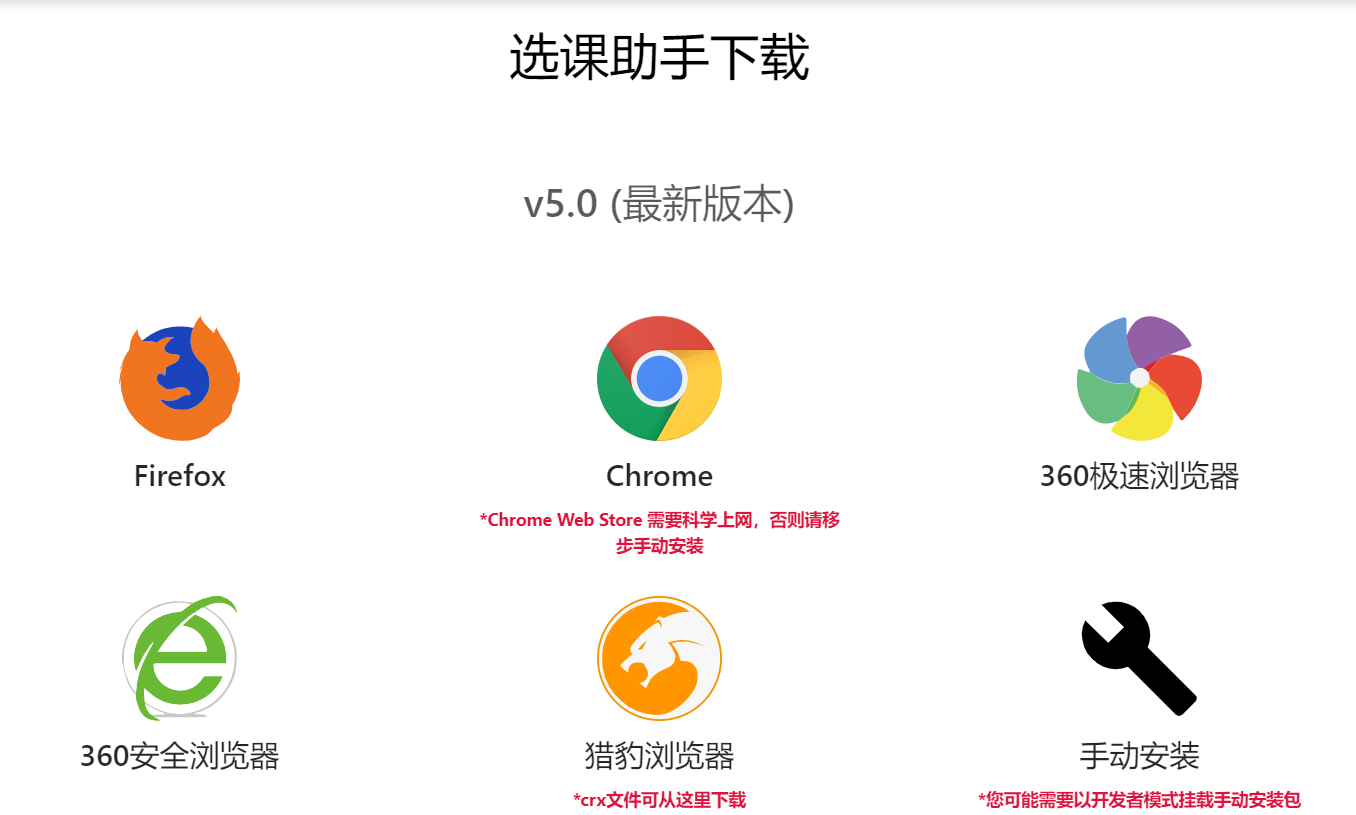 选课助手下载
v5.0 (最新版本)
Firefox
Chrome
360极速浏览器
*Chrome Web Store 需要科学上网，否则请移
步手动安装
360安全浏览器
猎豹浏览器
手动安装
*crx文件可从这里下载
*您可能需要以开发者模式挂载手动安装包